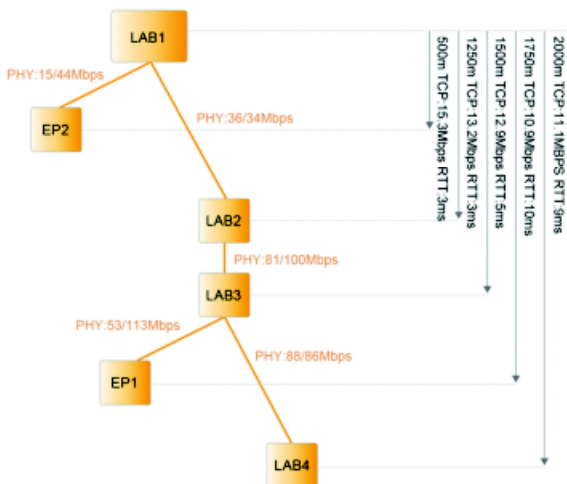 LAB1
PHY:15/44Mbps
EP2
PHY:36/34Mbps
LAB2
PHY:81/100Mbps
LAB3
PHY:53/113Mbps
PHY:88/86Mbps
EP1
LAB4
500m TCP:15.3Mbps RTT:3ms
1250m TCP:13.2Mbps RTT:3ms
1500m TCP:12.9Mbps RTT:5ms
1750m TCP:10.9Mbps RTT:10ms
2000m TCP:11.1MBPS RTT:9ms